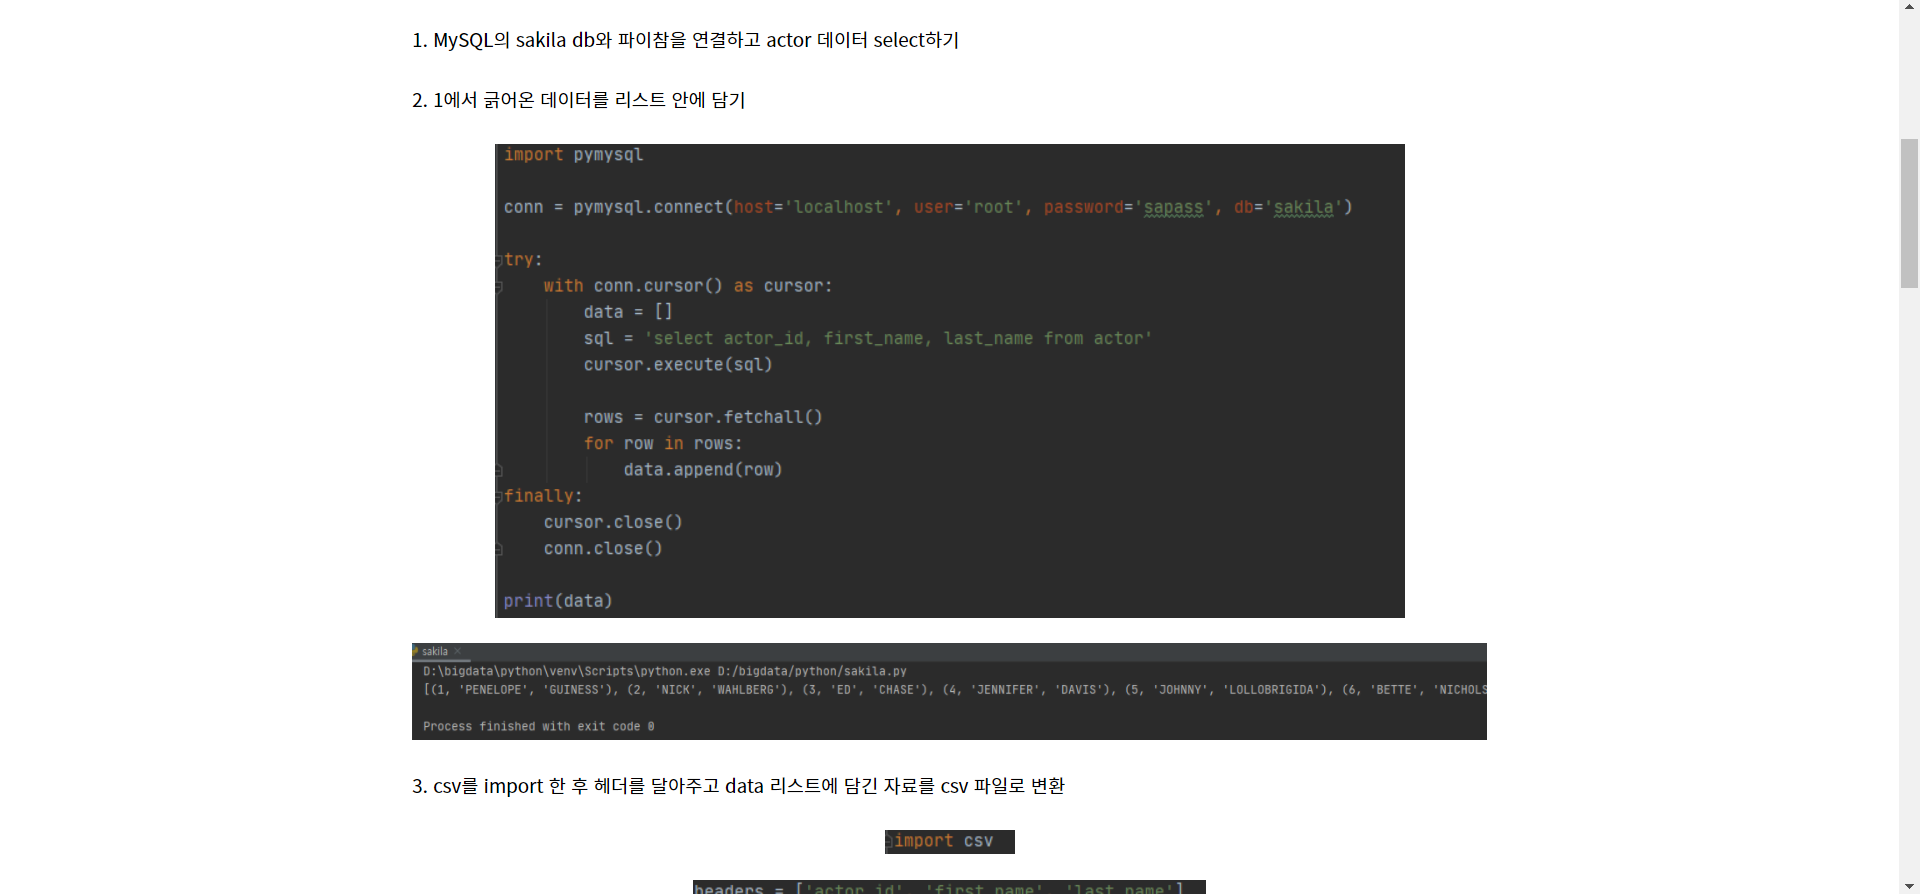 1. MySQL의 sakila db와 파이참을 연결하고 actor 데이터 select하기
2. 1에서 긁어온 데이터를 리스트 안에 담기
import pymysql
conn = pymysql.connect(host='localhost', user='root', password='sapass', db='sakila')
try:
with conn.cursor() as cursor:
data = []
sql = 'select actor_id, first_name, last_name from actor'
cursor.execute(sql)
rows = cursor.fetchall()
for row in rows:
data.append(row)
finally:
cursor.close()
conn.close()
print(data)
sakila
D:\bigdata\python\venv\Scripts\python.exe D:/bigdata/python/sakila.py
[(1, 'PENELOPE', 'GUINESS'), (2, 'NICK', 'WAHLBERG'), (3, 'ED', 'CHASE'), (4, 'JENNIFER', 'DAVIS'), (5, 'JOHNNY', 'LOLLOBRIGIDA'), (6, 'BETTE', 'NICHOLS
Process finished with exit code 0
3. csv를 import 한 후 헤더를 달아주고 data 리스트에 담긴 자료를 csv 파일로 변환
import csv
headers = ['actor_id', 'first_name', 'last_name']